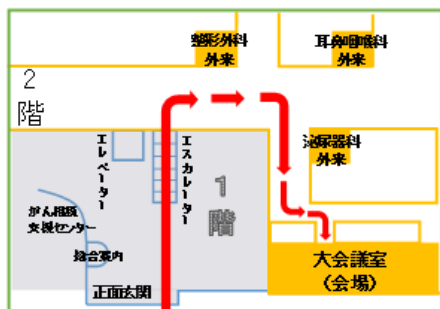 整形外科
外来
耳鼻咽喉科
外来
2
階
エレベーター
エスカレーター
泌尿器科
外来
1
階
がん相談
支援センター
総合案内
正面玄関
大会議室
（会場）